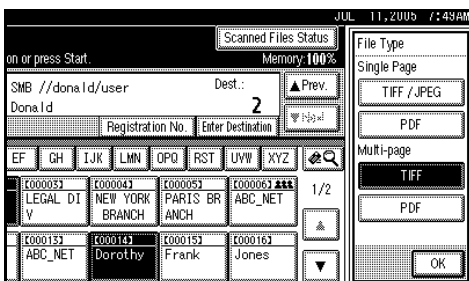 JUL 11,2005 7:49AM
Scanned Files Status
on or press Start.
Memory:100%
SMB //donald/user
Dest.:
Donald
2
▲Prev.
▼Next
Registration No.
Enter Destination
EF
GH
IJK
LMN
OPQ
RST
UVW
XYZ
[00003]
LEGAL DI
V
[00004]
NEW YORK
BRANCH
[00005]
PARIS BR
ANCH
[00006]
ABC_NET
1/2
[00013]
ABC_NET
[00014]
Dorothy
[00015]
Frank
[00016]
Jones
File Type
Single Page
TIFF/JPEG
PDF
Multi-page
TIFF
PDF
OK